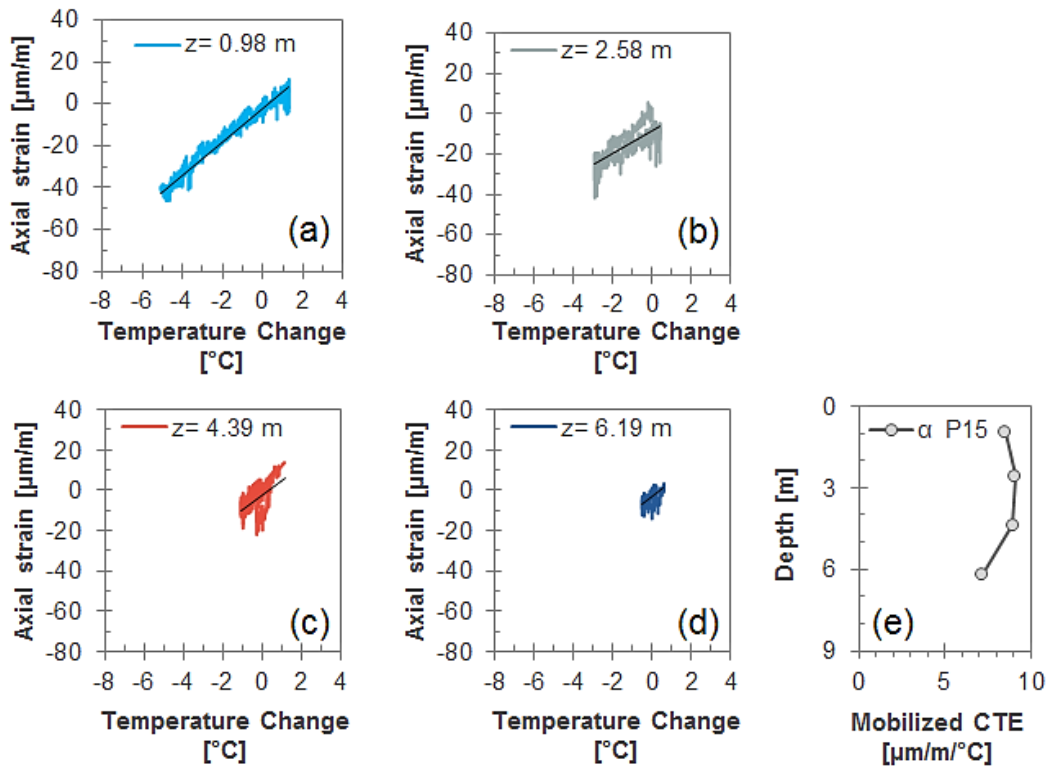 40
20
0
-20
-40
-60
-80
Axial strain [µm/m]
z= 0.98 m
(a)
-8 -6 -4 -2 0 2 4
Temperature Change
[°C]
40
20
0
-20
-40
-60
-80
Axial strain [µm/m]
z= 2.58 m
(b)
-8 -6 -4 -2 0 2 4
Temperature Change
[°C]
40
20
0
-20
-40
-60
-80
Axial strain [µm/m]
z= 4.39 m
(c)
-8 -6 -4 -2 0 2 4
Temperature Change
[°C]
40
20
0
-20
-40
-60
-80
Axial strain [µm/m]
z= 6.19 m
(d)
-8 -6 -4 -2 0 2 4
Temperature Change
[°C]
0
3
6
9
Depth [m]
α P15
(e)
0 5 10
Mobilized CTE
[µm/m/°C]